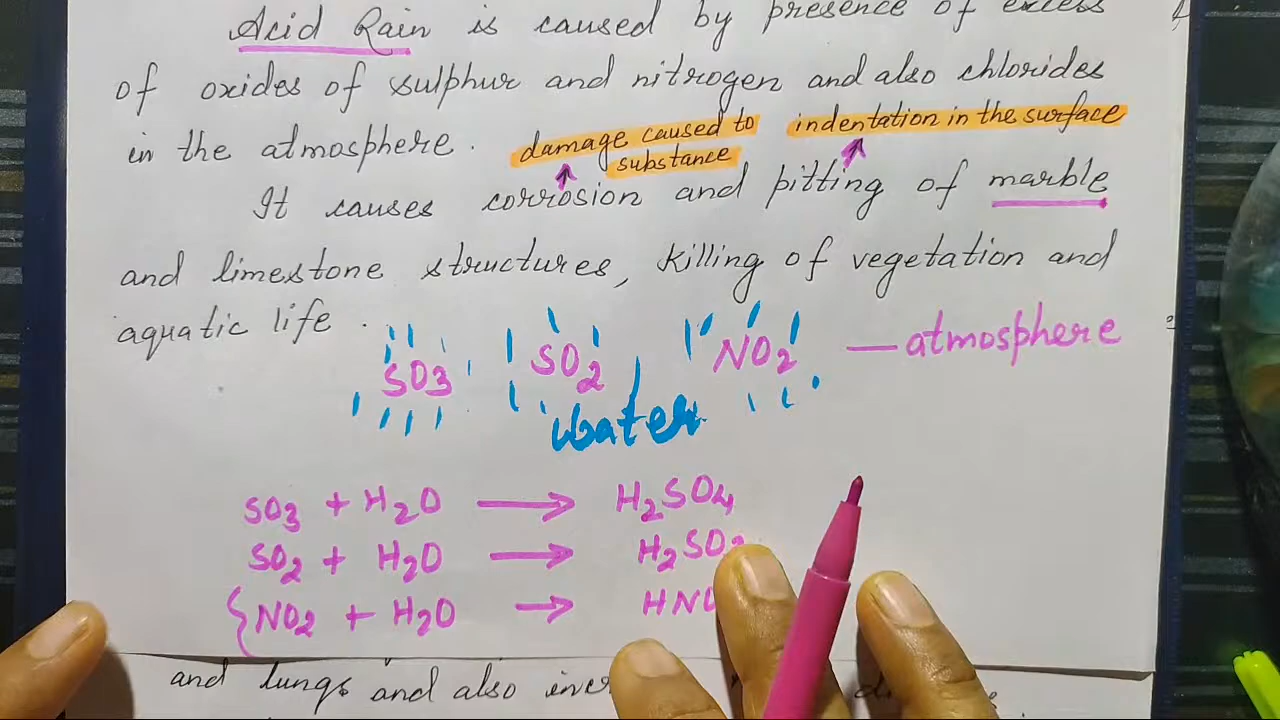 Acid Rain is caused by presence of excess
of oxides of sulphur and nitrogen and also chlorides
in the atmosphere.
damage caused to
substance
indentation in the surface
It causes corrosion and pitting of marble
and limestone structures, killing of vegetation and
aquatic life.
SO3 SO2 NO2 — atmosphere
water
SO3 + H2O → H2SO4
SO2 + H2O → H2SO
{NO2 + H2O → HN
and lungs and also